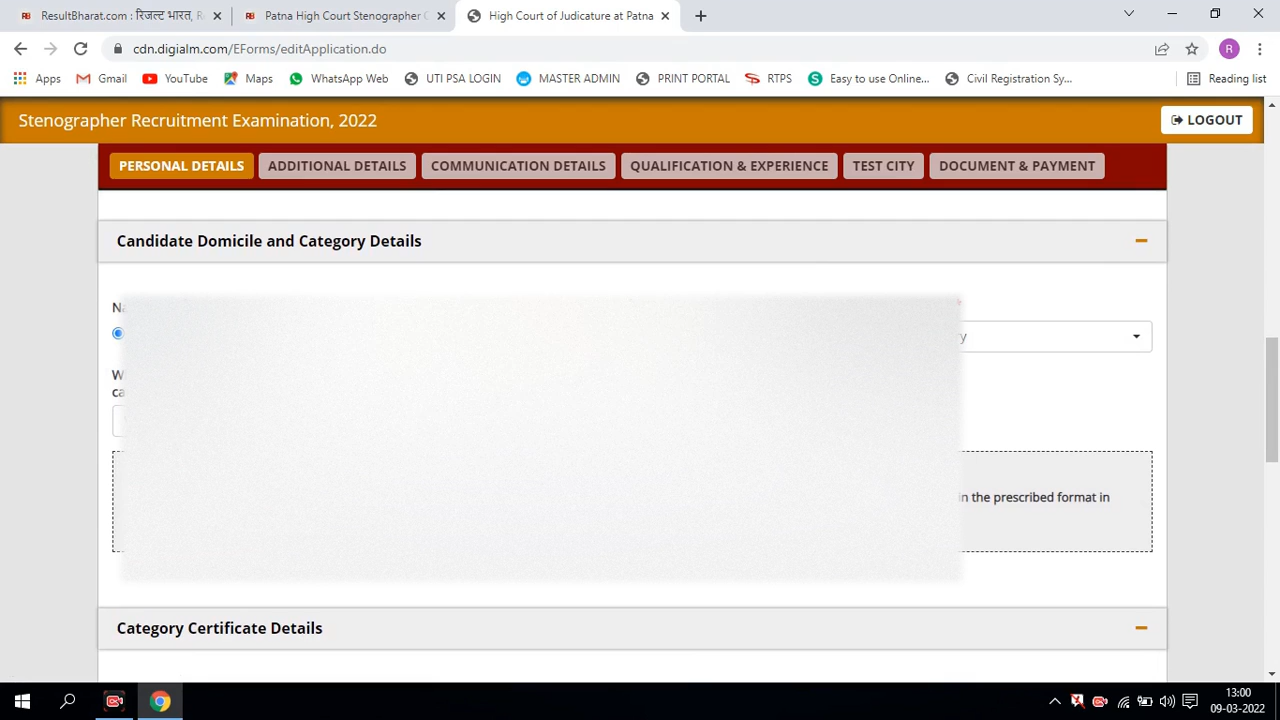 ResultBharat.com : रिजल्ट भारत, R
Patna High Court Stenographer C
High Court of Judicature at Patna
cdn.digialm.com/EForms/editApplication.do
R
Apps
Gmail
YouTube
Maps
WhatsApp Web
UTI PSA LOGIN
MASTER ADMIN
PRINT PORTAL
RTPS
Easy to use Online...
Civil Registration Sy...
Reading list
Stenographer Recruitment Examination, 2022
LOGOUT
PERSONAL DETAILS
ADDITIONAL DETAILS
COMMUNICATION DETAILS
QUALIFICATION & EXPERIENCE
TEST CITY
DOCUMENT & PAYMENT
Candidate Domicile and Category Details
in the prescribed format in
Category Certificate Details
13:00
09-03-2022